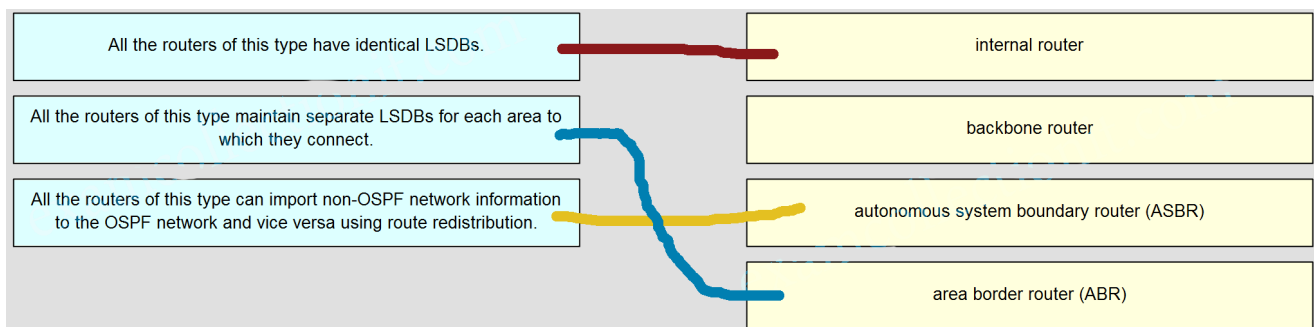 All the routers of this type have identical LSDBs.
internal router
All the routers of this type maintain separate LSDBs for each area to
which they connect.
backbone router
All the routers of this type can import non-OSPF network information
to the OSPF network and vice versa using route redistribution.
autonomous system boundary router (ASBR)
area border router (ABR)